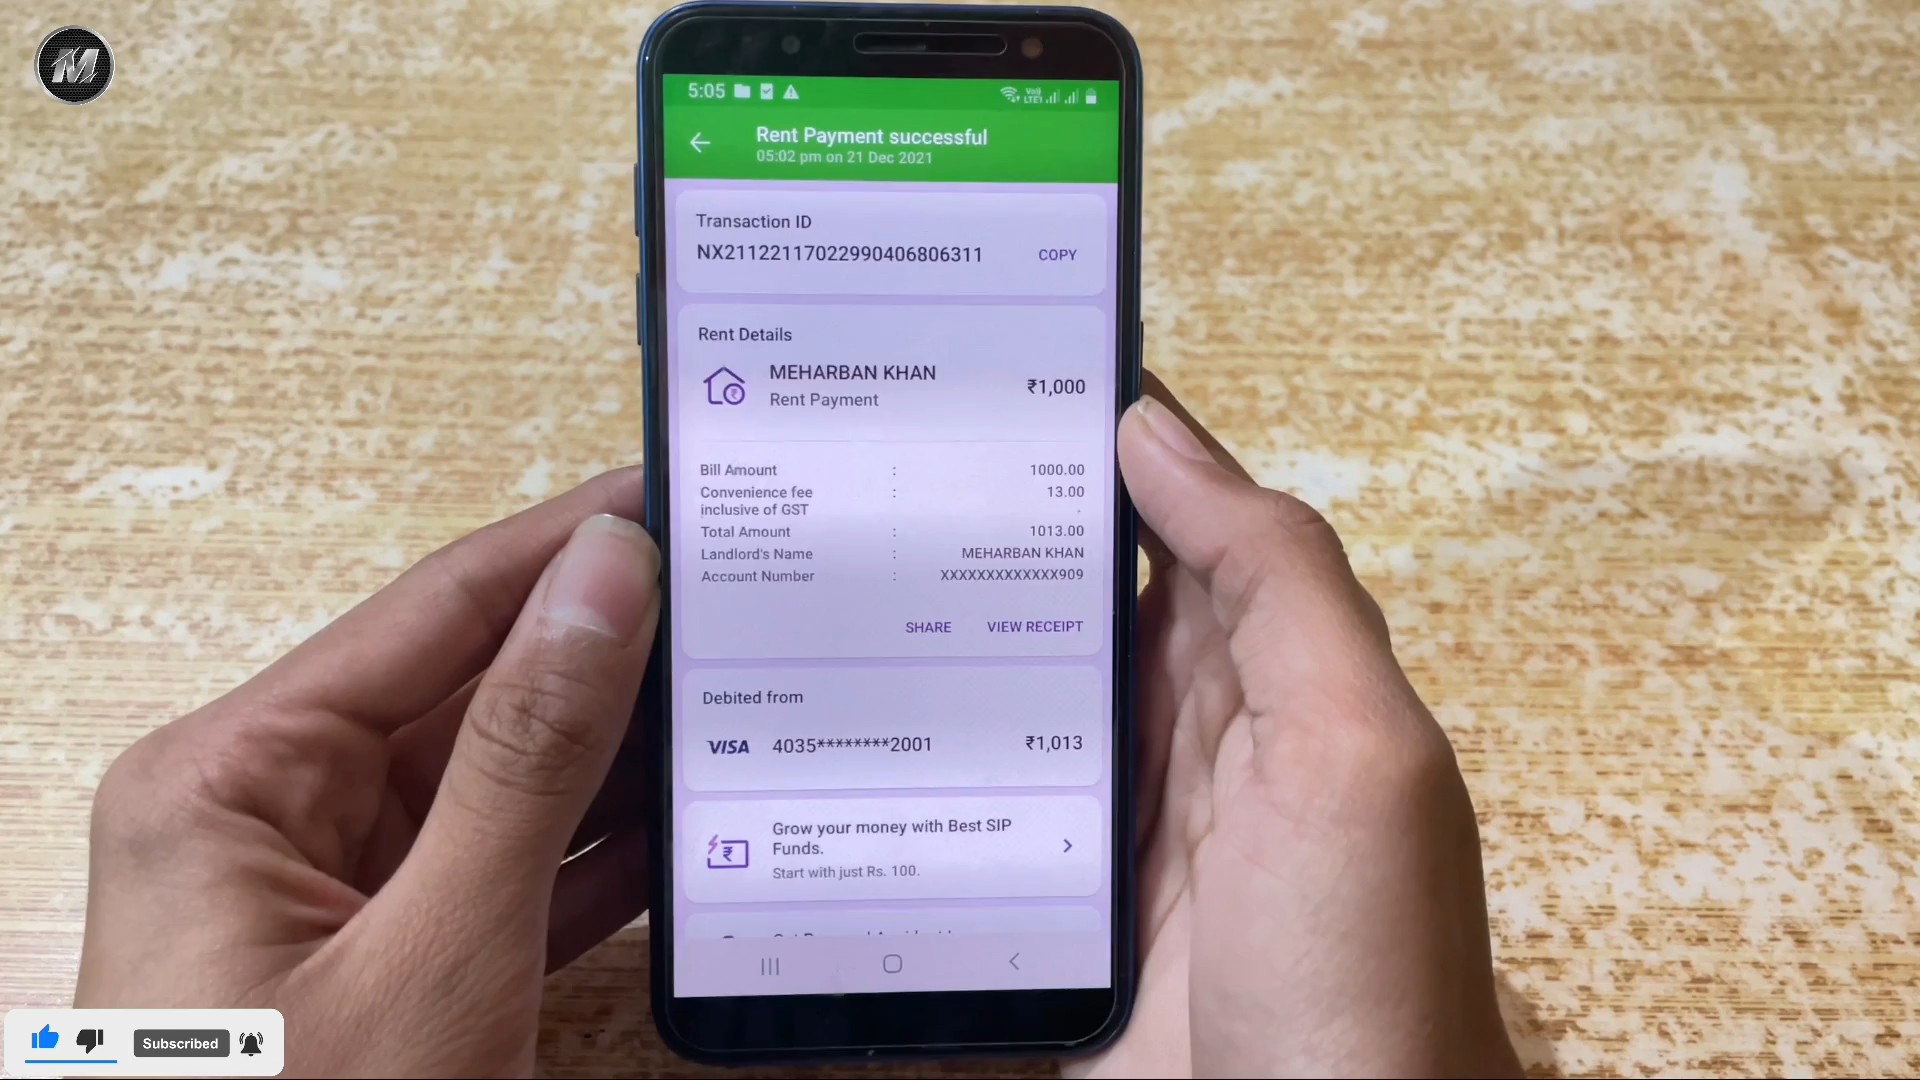 M
5:05
Vo)) LTE1
Rent Payment successful
05:02 pm on 21 Dec 2021
Transaction ID
NX21122117022990406806311 COPY
Rent Details
MEHARBAN KHAN ₹1,000
Rent Payment
Bill Amount : 1000.00
Convenience fee : 13.00
inclusive of GST
Total Amount : 1013.00
Landlord's Name : MEHARBAN KHAN
Account Number : XXXXXXXXXXXXX909
SHARE VIEW RECEIPT
Debited from
VISA 4035********2001 ₹1,013
Grow your money with Best SIP
Funds.
Start with just Rs. 100.
Subscribed